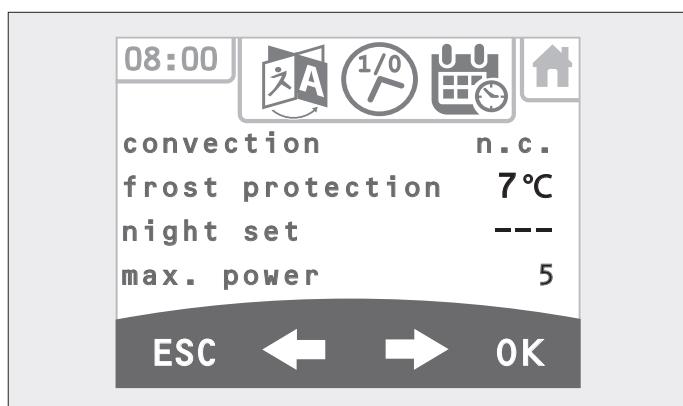 08:00 A 1/0
convection n.c.
frost protection 7°C
night set ---
max. power 5
ESC OK